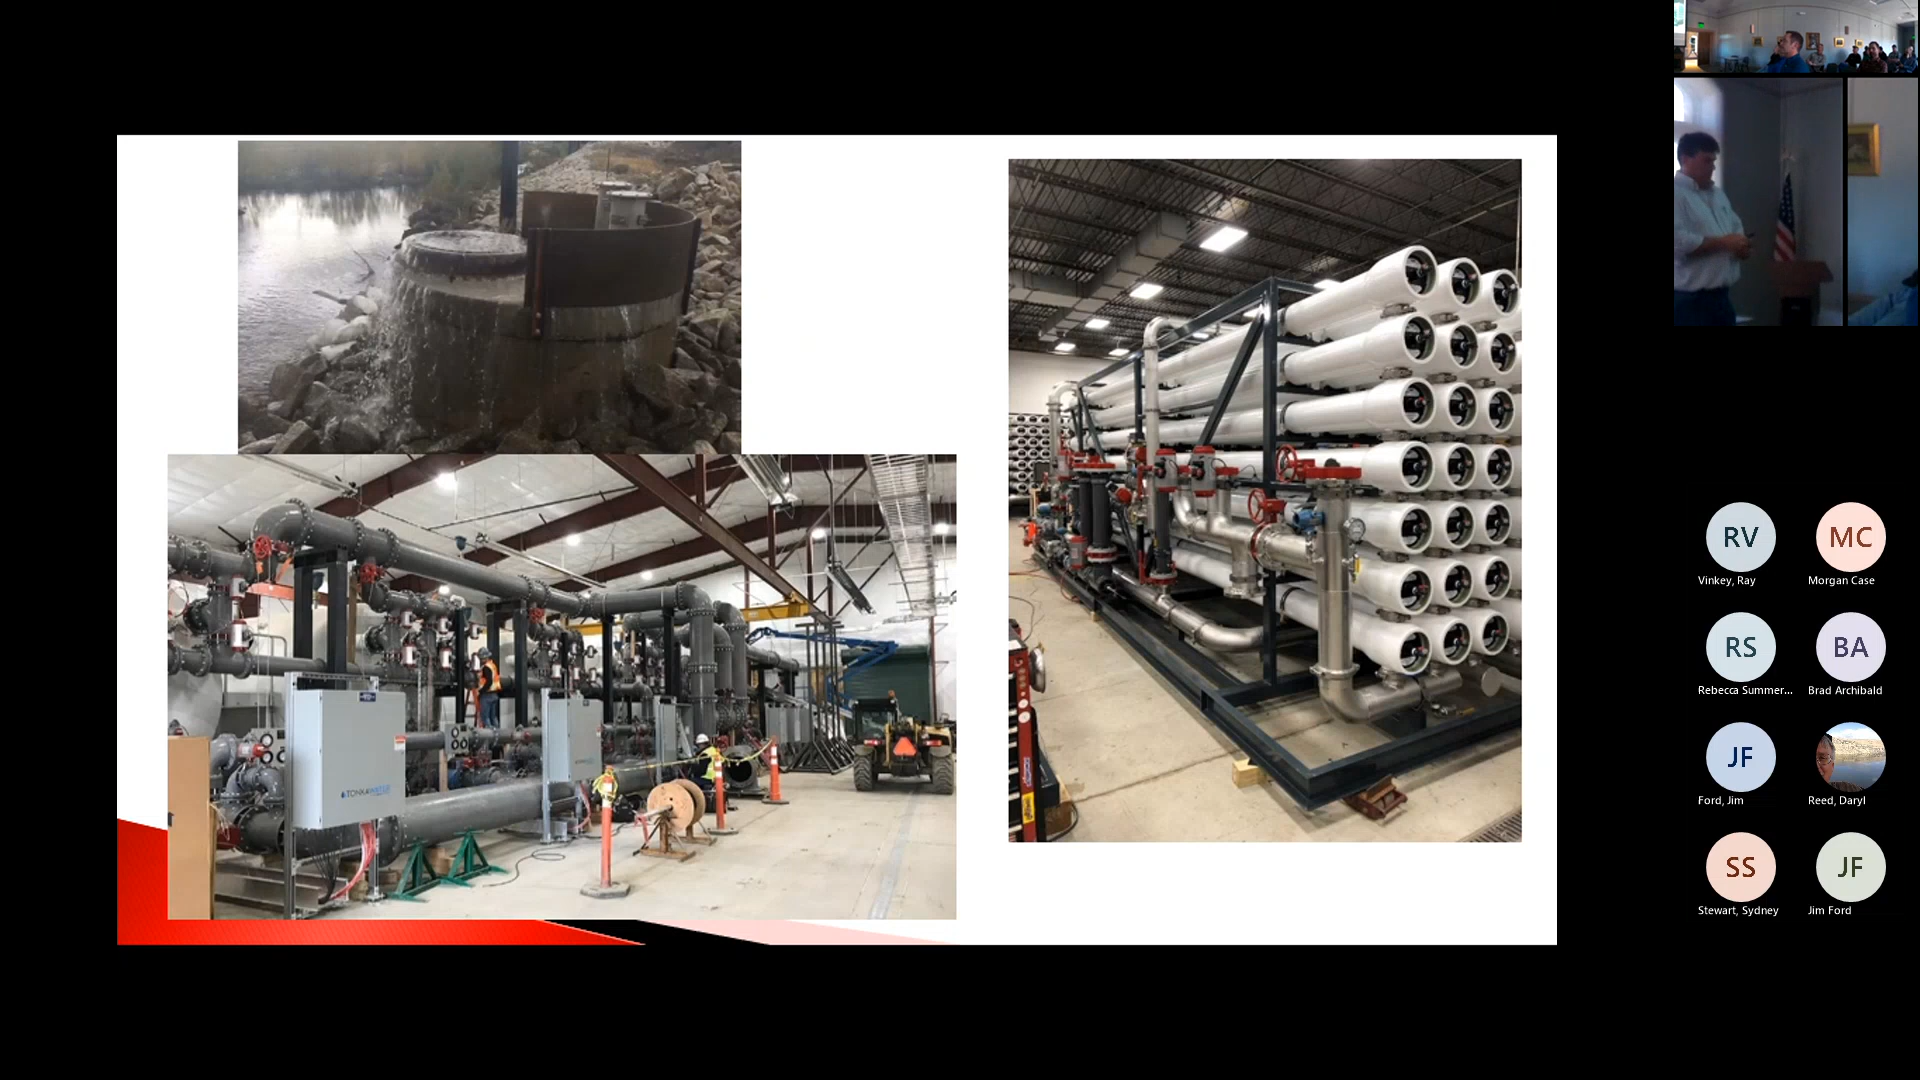 TONKAWATER
RV
MC
Vinkey, Ray
Morgan Case
RS
BA
Rebecca Summer...
Brad Archibald
JF
Ford, Jim
Reed, Daryl
SS
JF
Stewart, Sydney
Jim Ford